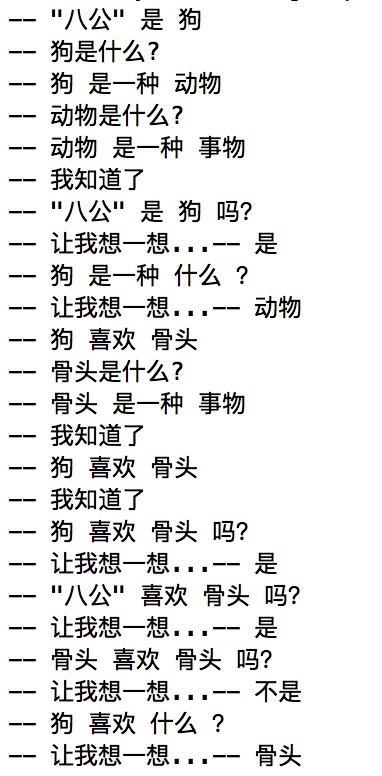 -- "八公" 是 狗
-- 狗是什么?
-- 狗 是一种 动物
-- 动物是什么?
-- 动物 是一种 事物
-- 我知道了
-- "八公" 是 狗 吗?
-- 让我想一想...-- 是
-- 狗 是一种 什么 ?
-- 让我想一想...-- 动物
-- 狗 喜欢 骨头
-- 骨头是什么?
-- 骨头 是一种 事物
-- 我知道了
-- 狗 喜欢 骨头
-- 我知道了
-- 狗 喜欢 骨头 吗?
-- 让我想一想...-- 是
-- "八公" 喜欢 骨头 吗?
-- 让我想一想...-- 是
-- 骨头 喜欢 骨头 吗?
-- 让我想一想...-- 不是
-- 狗 喜欢 什么 ?
-- 让我想一想...-- 骨头